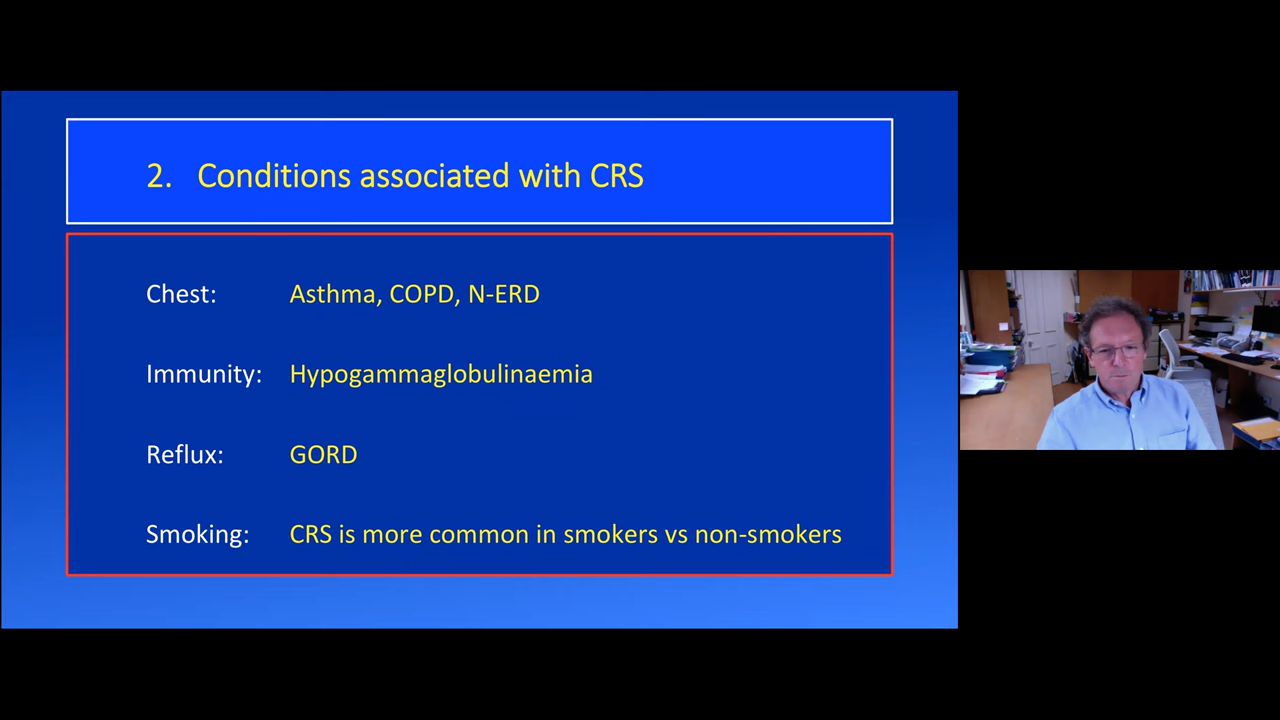 2. Conditions associated with CRS
Chest: Asthma, COPD, N-ERD
Immunity: Hypogammaglobulinaemia
Reflux: GORD
Smoking: CRS is more common in smokers vs non-smokers